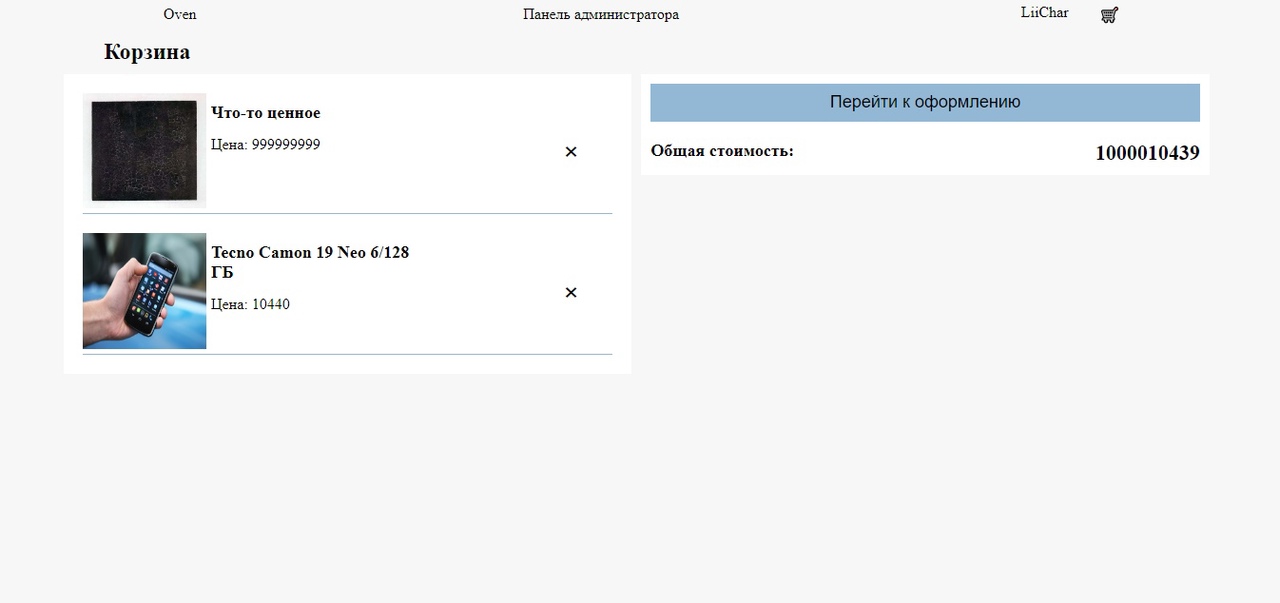 Oven
Панель администратора
LiiChar
Корзина
Что-то ценное
Цена: 999999999
✕
Tecno Camon 19 Neo 6/128
ГБ
Цена: 10440
✕
Перейти к оформлению
Общая стоимость: 1000010439